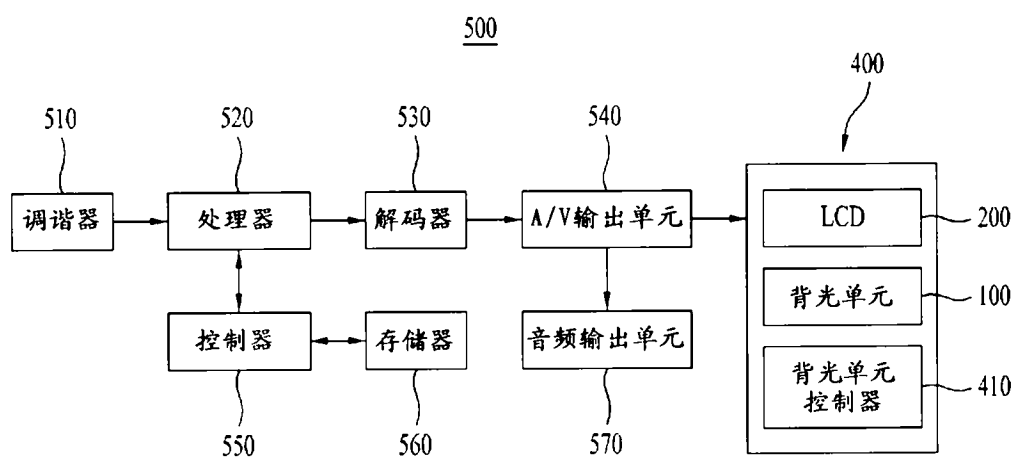 500
400
510
520
530
540
调谐器
处理器
解码器
A/V输出单元
LCD
200
背光单元
100
控制器
存储器
音频输出单元
背光单元
控制器
410
550
560
570